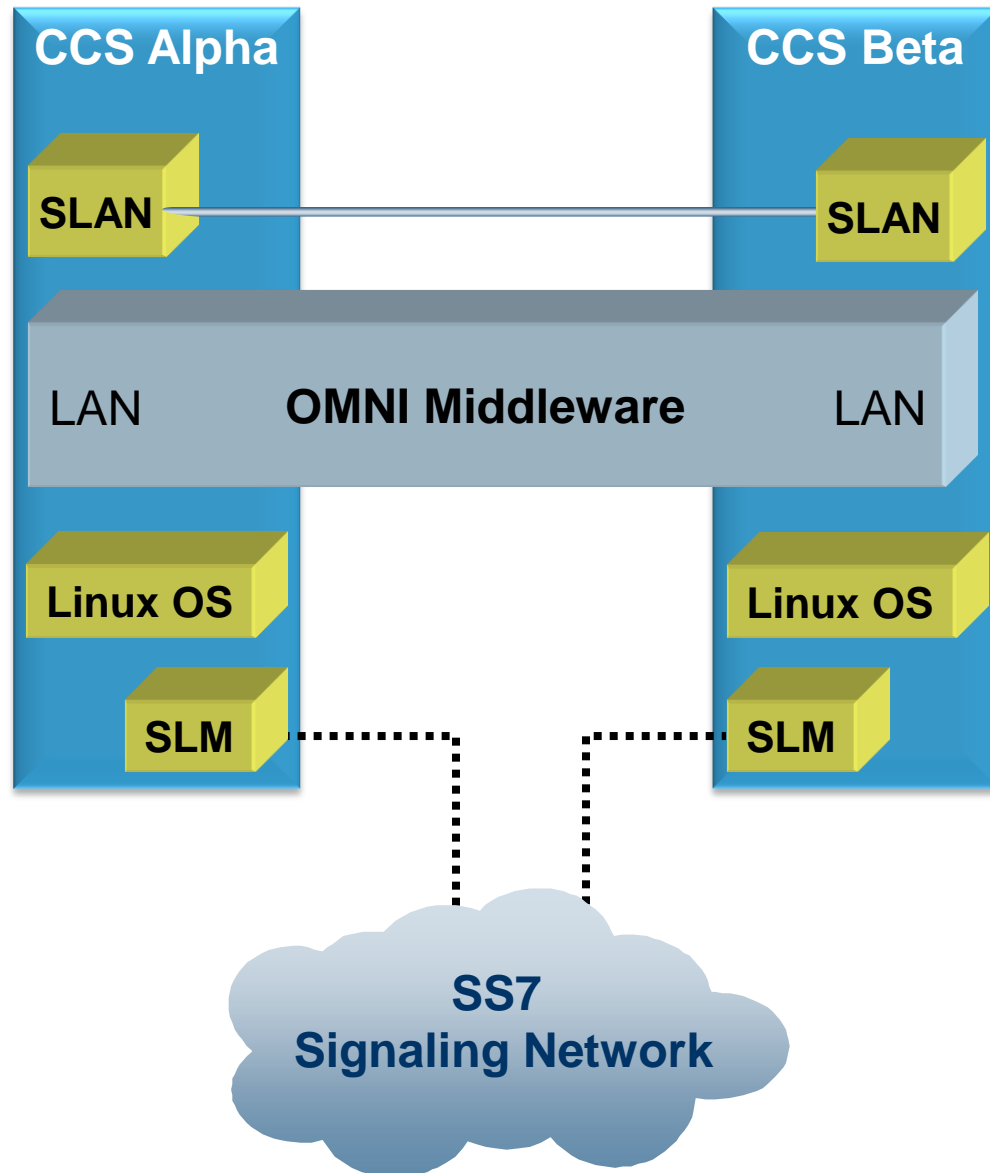 CCS Alpha
CCS Beta
SLAN
SLAN
LAN
OMNI Middleware
LAN
Linux OS
Linux OS
SLM
SLM
SS7
Signaling Network